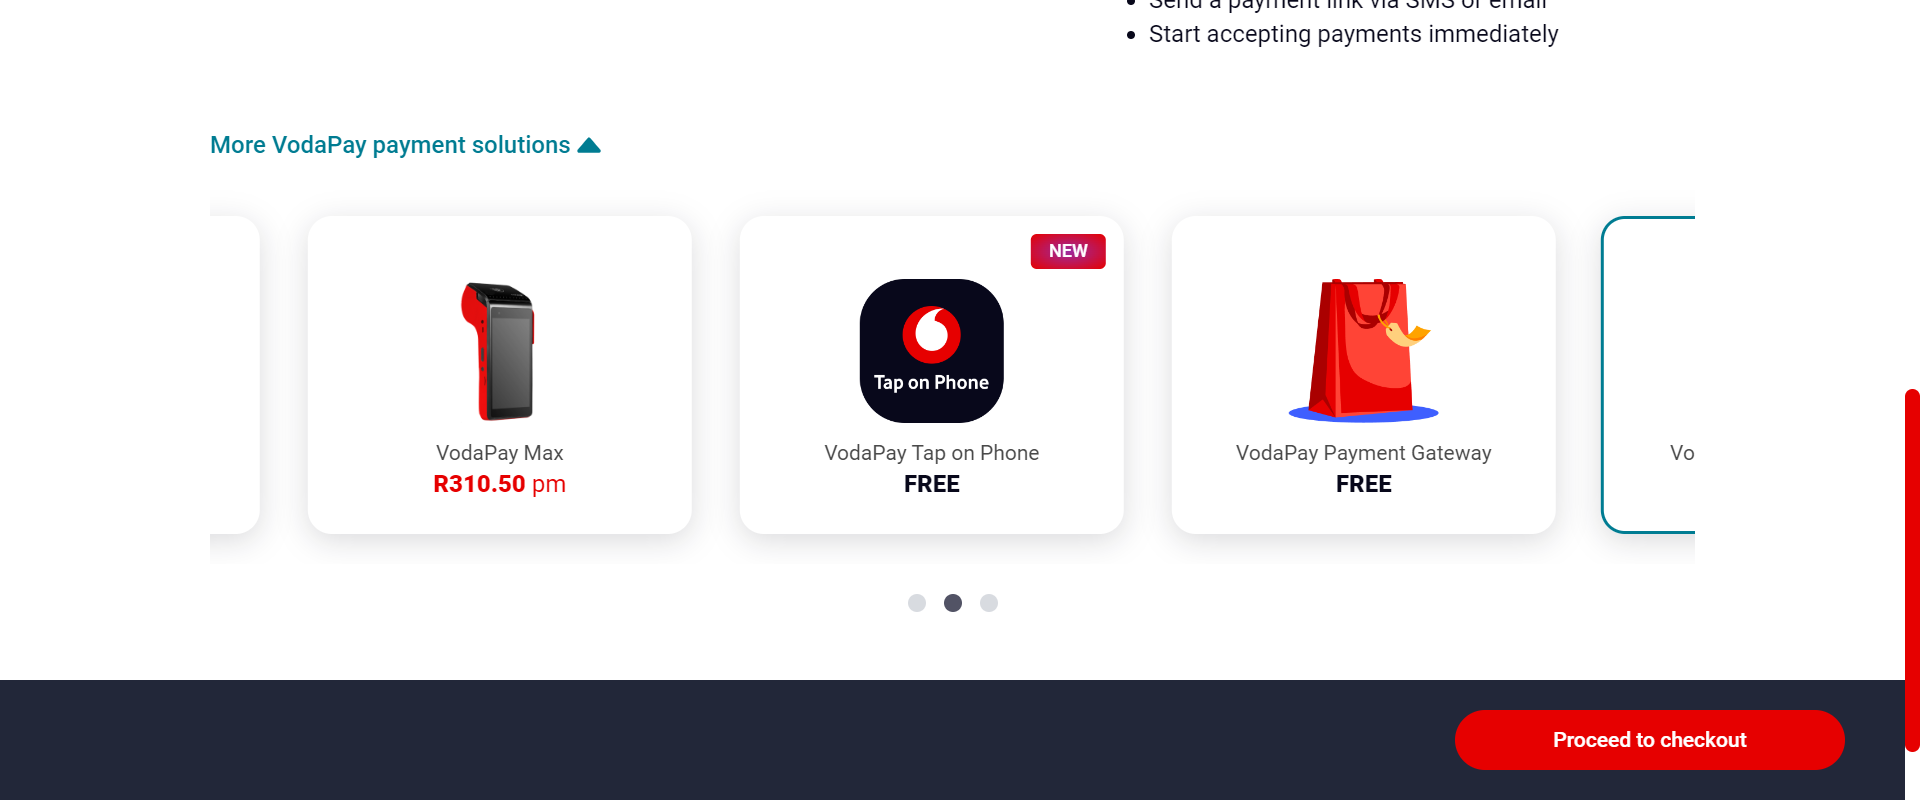 Send a payment link via SMS or email
Start accepting payments immediately
More VodaPay payment solutions
NEW
Tap on Phone
VodaPay Max
R310.50 pm
VodaPay Tap on Phone
FREE
VodaPay Payment Gateway
FREE
Vo
Proceed to checkout